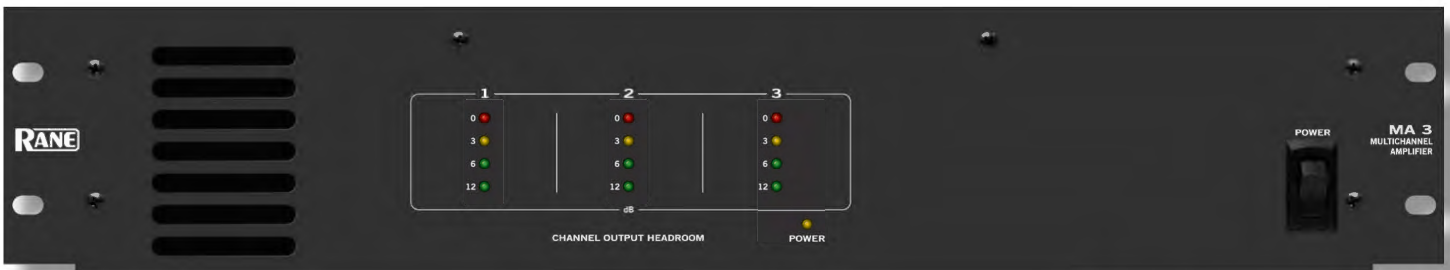 1 2 3
0 0 0
3 3 3
6 6 6
12 12 12
dB
CHANNEL OUTPUT HEADROOM
POWER
RANE
POWER
MA 3
MULTICHANNEL
AMPLIFIER